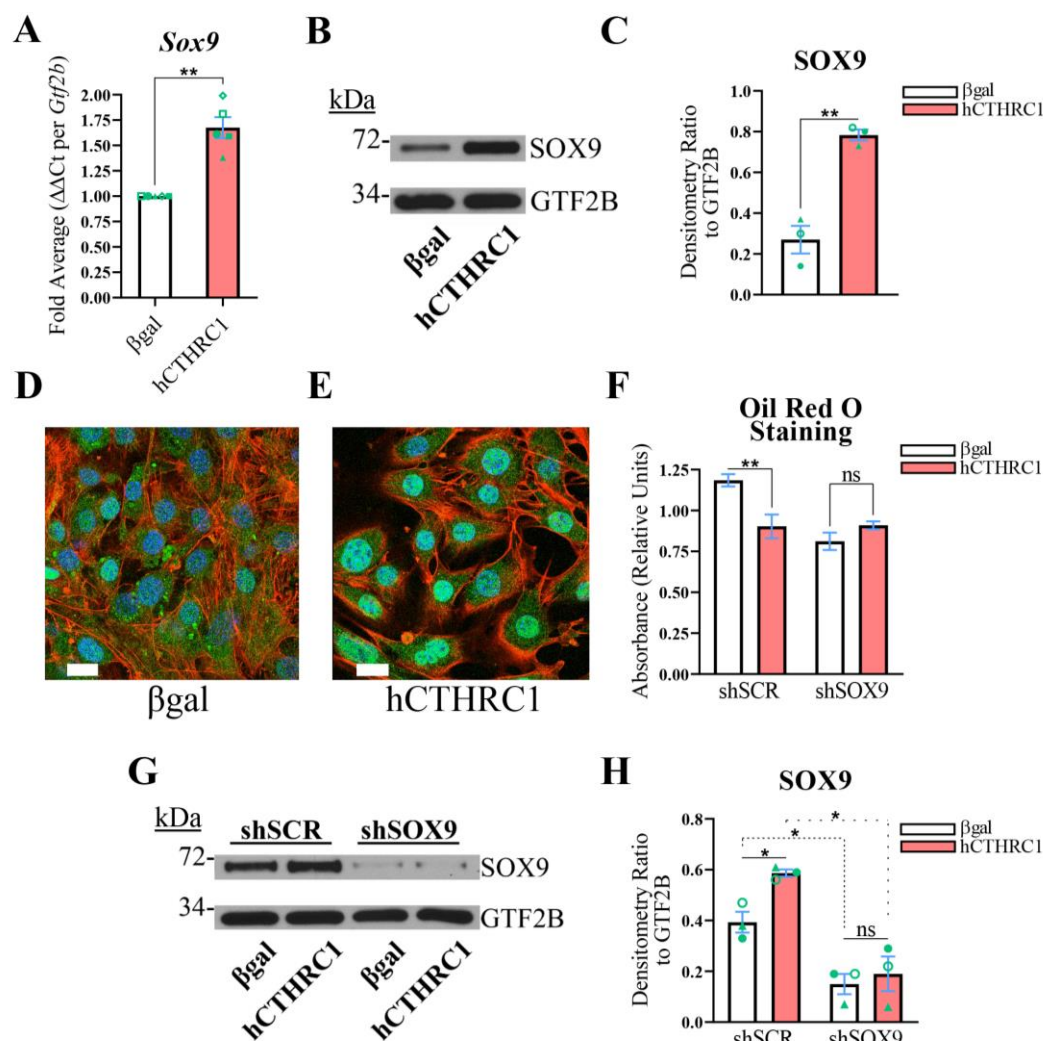 A
Sox9
**
Fold Average (ΔΔCt per Gtf2b)
2.00
1.75
1.50
1.25
1.00
0.75
0.50
0.25
0.00
βgal
hCTHRC1
B
kDa
72-
SOX9
34-
GTF2B
βgal
hCTHRC1
C
SOX9
βgal
hCTHRC1
**
Densitometry Ratio
to GTF2B
1.0
0.8
0.6
0.4
0.2
0.0
D
βgal
E
hCTHRC1
F
Oil Red O
Staining
βgal
hCTHRC1
Absorbance (Relative Units)
1.25
1.00
0.75
0.50
0.25
0.00
**
ns
shSCR
shSOX9
G
kDa
shSCR shSOX9
72-
SOX9
34-
GTF2B
βgal
hCTHRC1
βgal
hCTHRC1
H
SOX9
βgal
hCTHRC1
Densitometry Ratio
to GTF2B
0.8
0.6
0.4
0.2
0.0
*
*
*
ns
shSCR
shSOX9